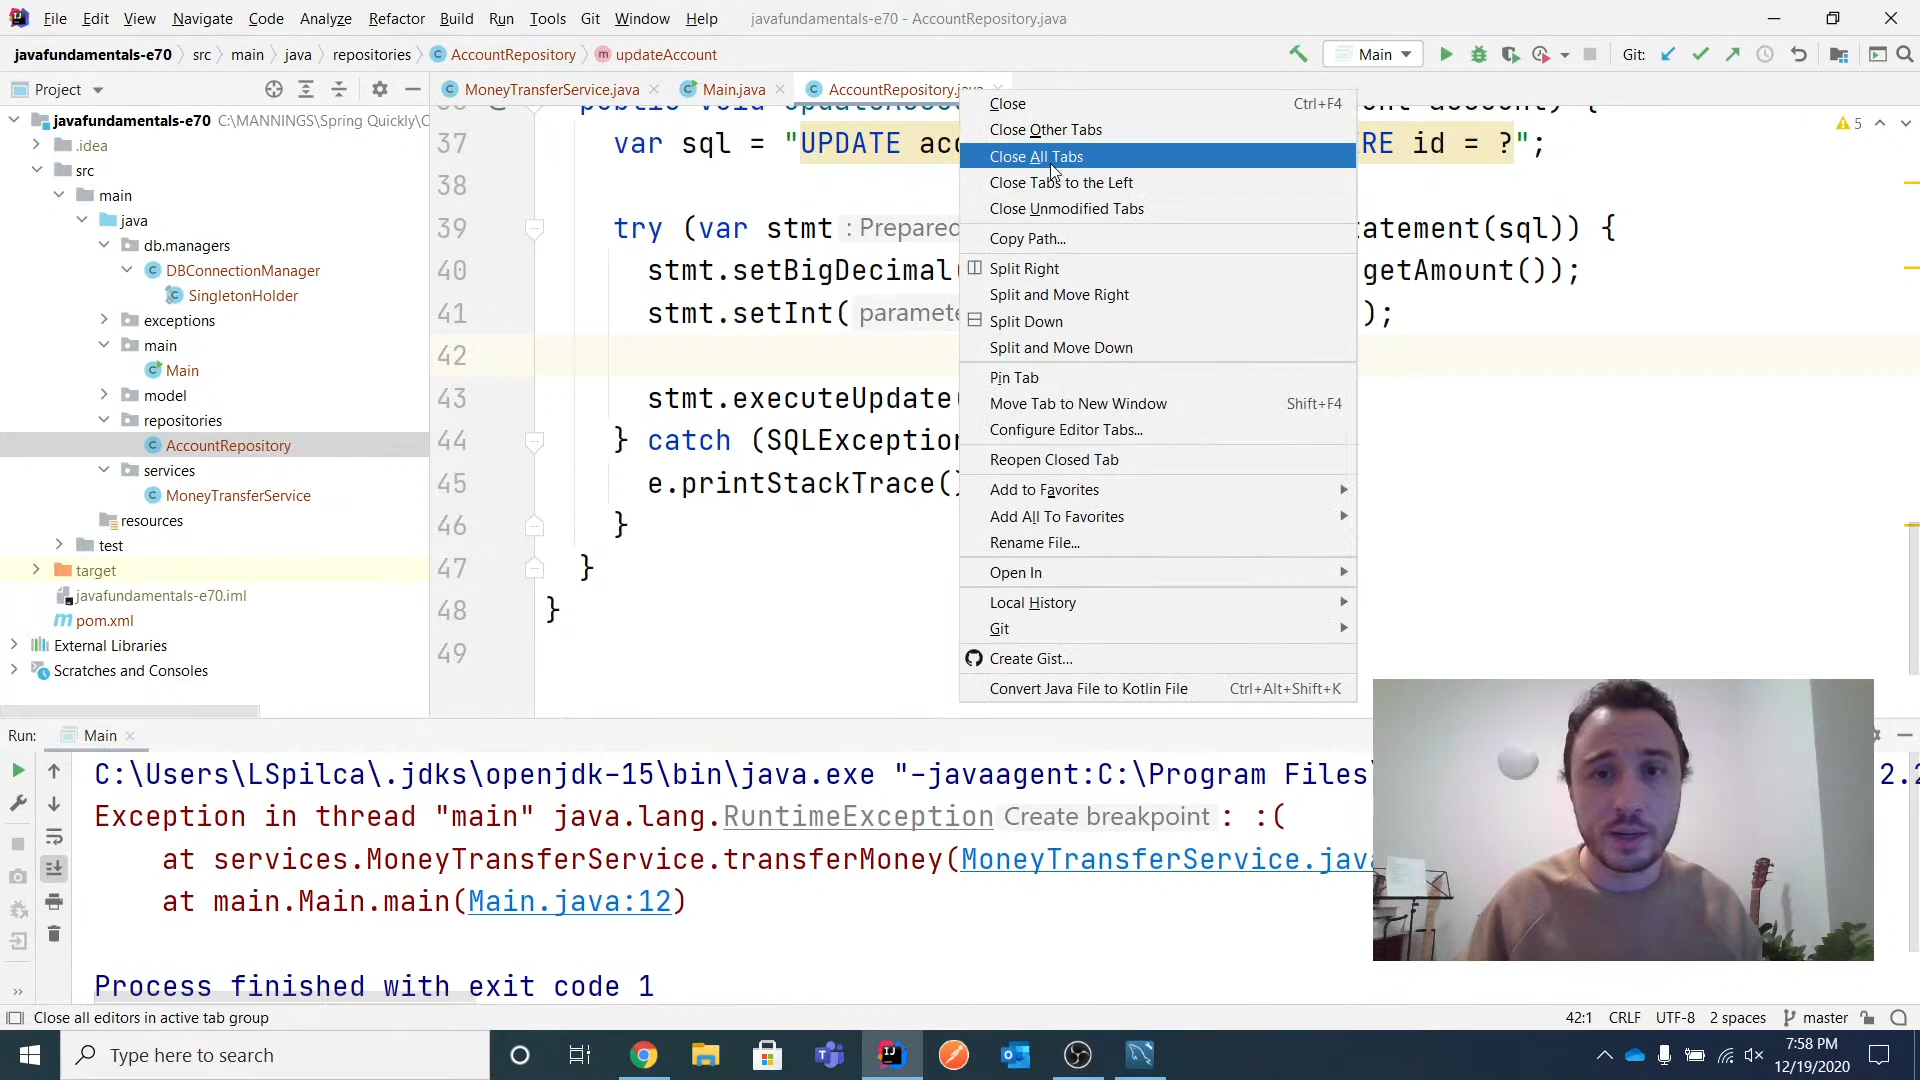 File Edit View Navigate Code Analyze Refactor Build Run Tools Git Window Help javafundamentals-e70 - AccountRepository.java
javafundamentals-e70 src main java repositories AccountRepository updateAccount Main Git:
Project
MoneyTransferService.java Main.java AccountRepository.java
javafundamentals-e70 C:\MANNINGS\Spring Quickly\C
.idea
src
main
java
db.managers
DBConnectionManager
SingletonHolder
exceptions
main
Main
model
repositories
AccountRepository
services
MoneyTransferService
resources
test
target
javafundamentals-e70.iml
pom.xml
External Libraries
Scratches and Consoles
5
37 var sql = "UPDATE acc RE id = ?";
38
39 try (var stmt : Prepared atement(sql)) {
40 stmt.setBigDecimal( getAmount());
41 stmt.setInt( paramete );
42
43 stmt.executeUpdate(
44 } catch (SQLException
45 e.printStackTrace()
46 }
47 }
48 }
49
Close Ctrl+F4
Close Other Tabs
Close All Tabs
Close Tabs to the Left
Close Unmodified Tabs
Copy Path...
Split Right
Split and Move Right
Split Down
Split and Move Down
Pin Tab
Move Tab to New Window Shift+F4
Configure Editor Tabs...
Reopen Closed Tab
Add to Favorites
Add All To Favorites
Rename File...
Open In
Local History
Git
Create Gist...
Convert Java File to Kotlin File Ctrl+Alt+Shift+K
Run: Main
C:\Users\LSpilca\.jdks\openjdk-15\bin\java.exe "-javaagent:C:\Program Files\ 2.2
Exception in thread "main" java.lang.RuntimeException Create breakpoint : :(
at services.MoneyTransferService.transferMoney(MoneyTransferService.java
at main.Main.main(Main.java:12)
Process finished with exit code 1
Close all editors in active tab group 42:1 CRLF UTF-8 2 spaces master
Type here to search
7:58 PM
12/19/2020